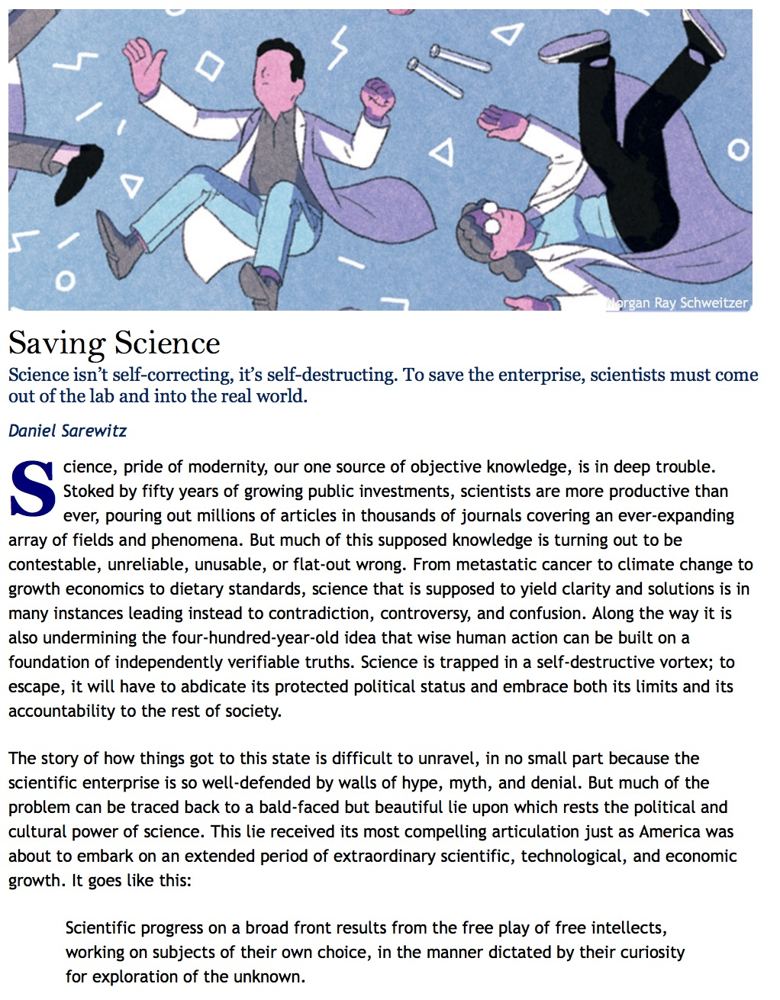 Morgan Ray Schweitzer
Saving Science
Science isn’t self-correcting, it’s self-destructing. To save the enterprise, scientists must come
out of the lab and into the real world.
Daniel Sarewitz
Science, pride of modernity, our one source of objective knowledge, is in deep trouble.
Stoked by fifty years of growing public investments, scientists are more productive than
ever, pouring out millions of articles in thousands of journals covering an ever-expanding
array of fields and phenomena. But much of this supposed knowledge is turning out to be
contestable, unreliable, unusable, or flat-out wrong. From metastatic cancer to climate change to
growth economics to dietary standards, science that is supposed to yield clarity and solutions is in
many instances leading instead to contradiction, controversy, and confusion. Along the way it is
also undermining the four-hundred-year-old idea that wise human action can be built on a
foundation of independently verifiable truths. Science is trapped in a self-destructive vortex; to
escape, it will have to abdicate its protected political status and embrace both its limits and its
accountability to the rest of society.
The story of how things got to this state is difficult to unravel, in no small part because the
scientific enterprise is so well-defended by walls of hype, myth, and denial. But much of the
problem can be traced back to a bald-faced but beautiful lie upon which rests the political and
cultural power of science. This lie received its most compelling articulation just as America was
about to embark on an extended period of extraordinary scientific, technological, and economic
growth. It goes like this:
Scientific progress on a broad front results from the free play of free intellects,
working on subjects of their own choice, in the manner dictated by their curiosity
for exploration of the unknown.